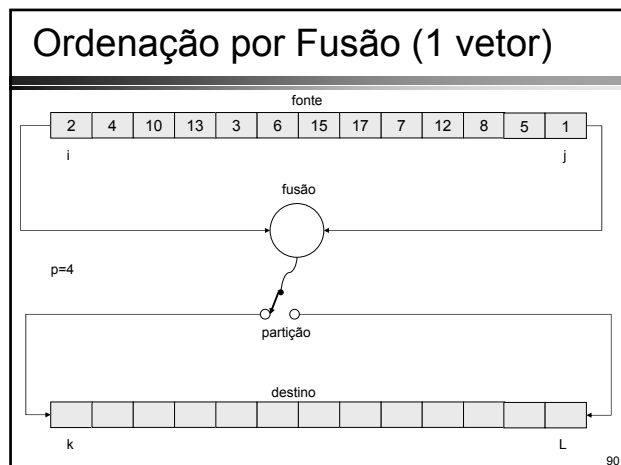 Ordenação por Fusão (1 vetor)
fonte
2 4 10 13 3 6 15 17 7 12 8 5 1
i j
fusão
p=4
partição
destino
k L
90